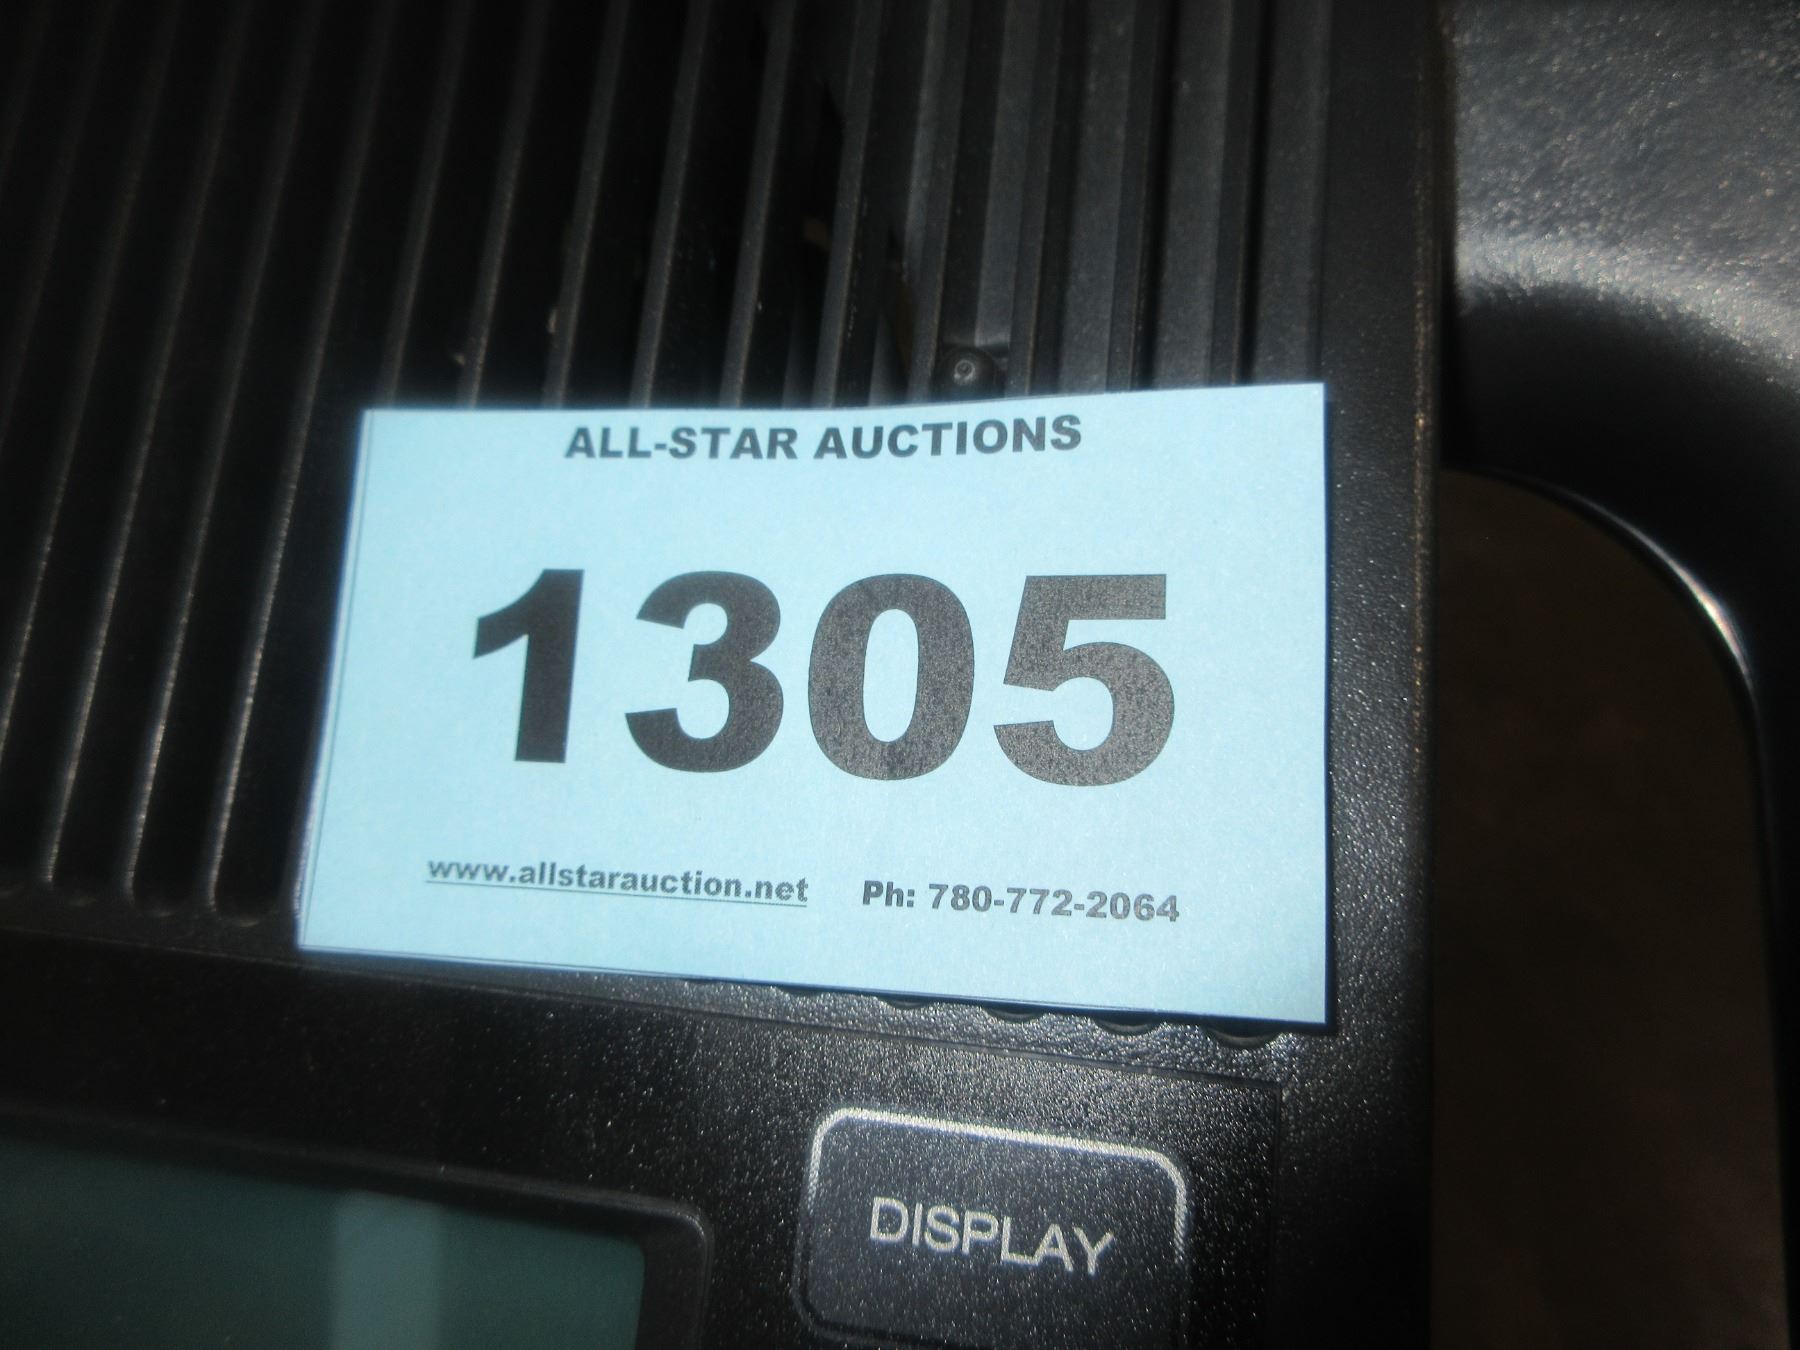 ALL-STAR AUCTIONS
1305
www.allstarauction.net Ph: 780-772-2064
DISPLAY